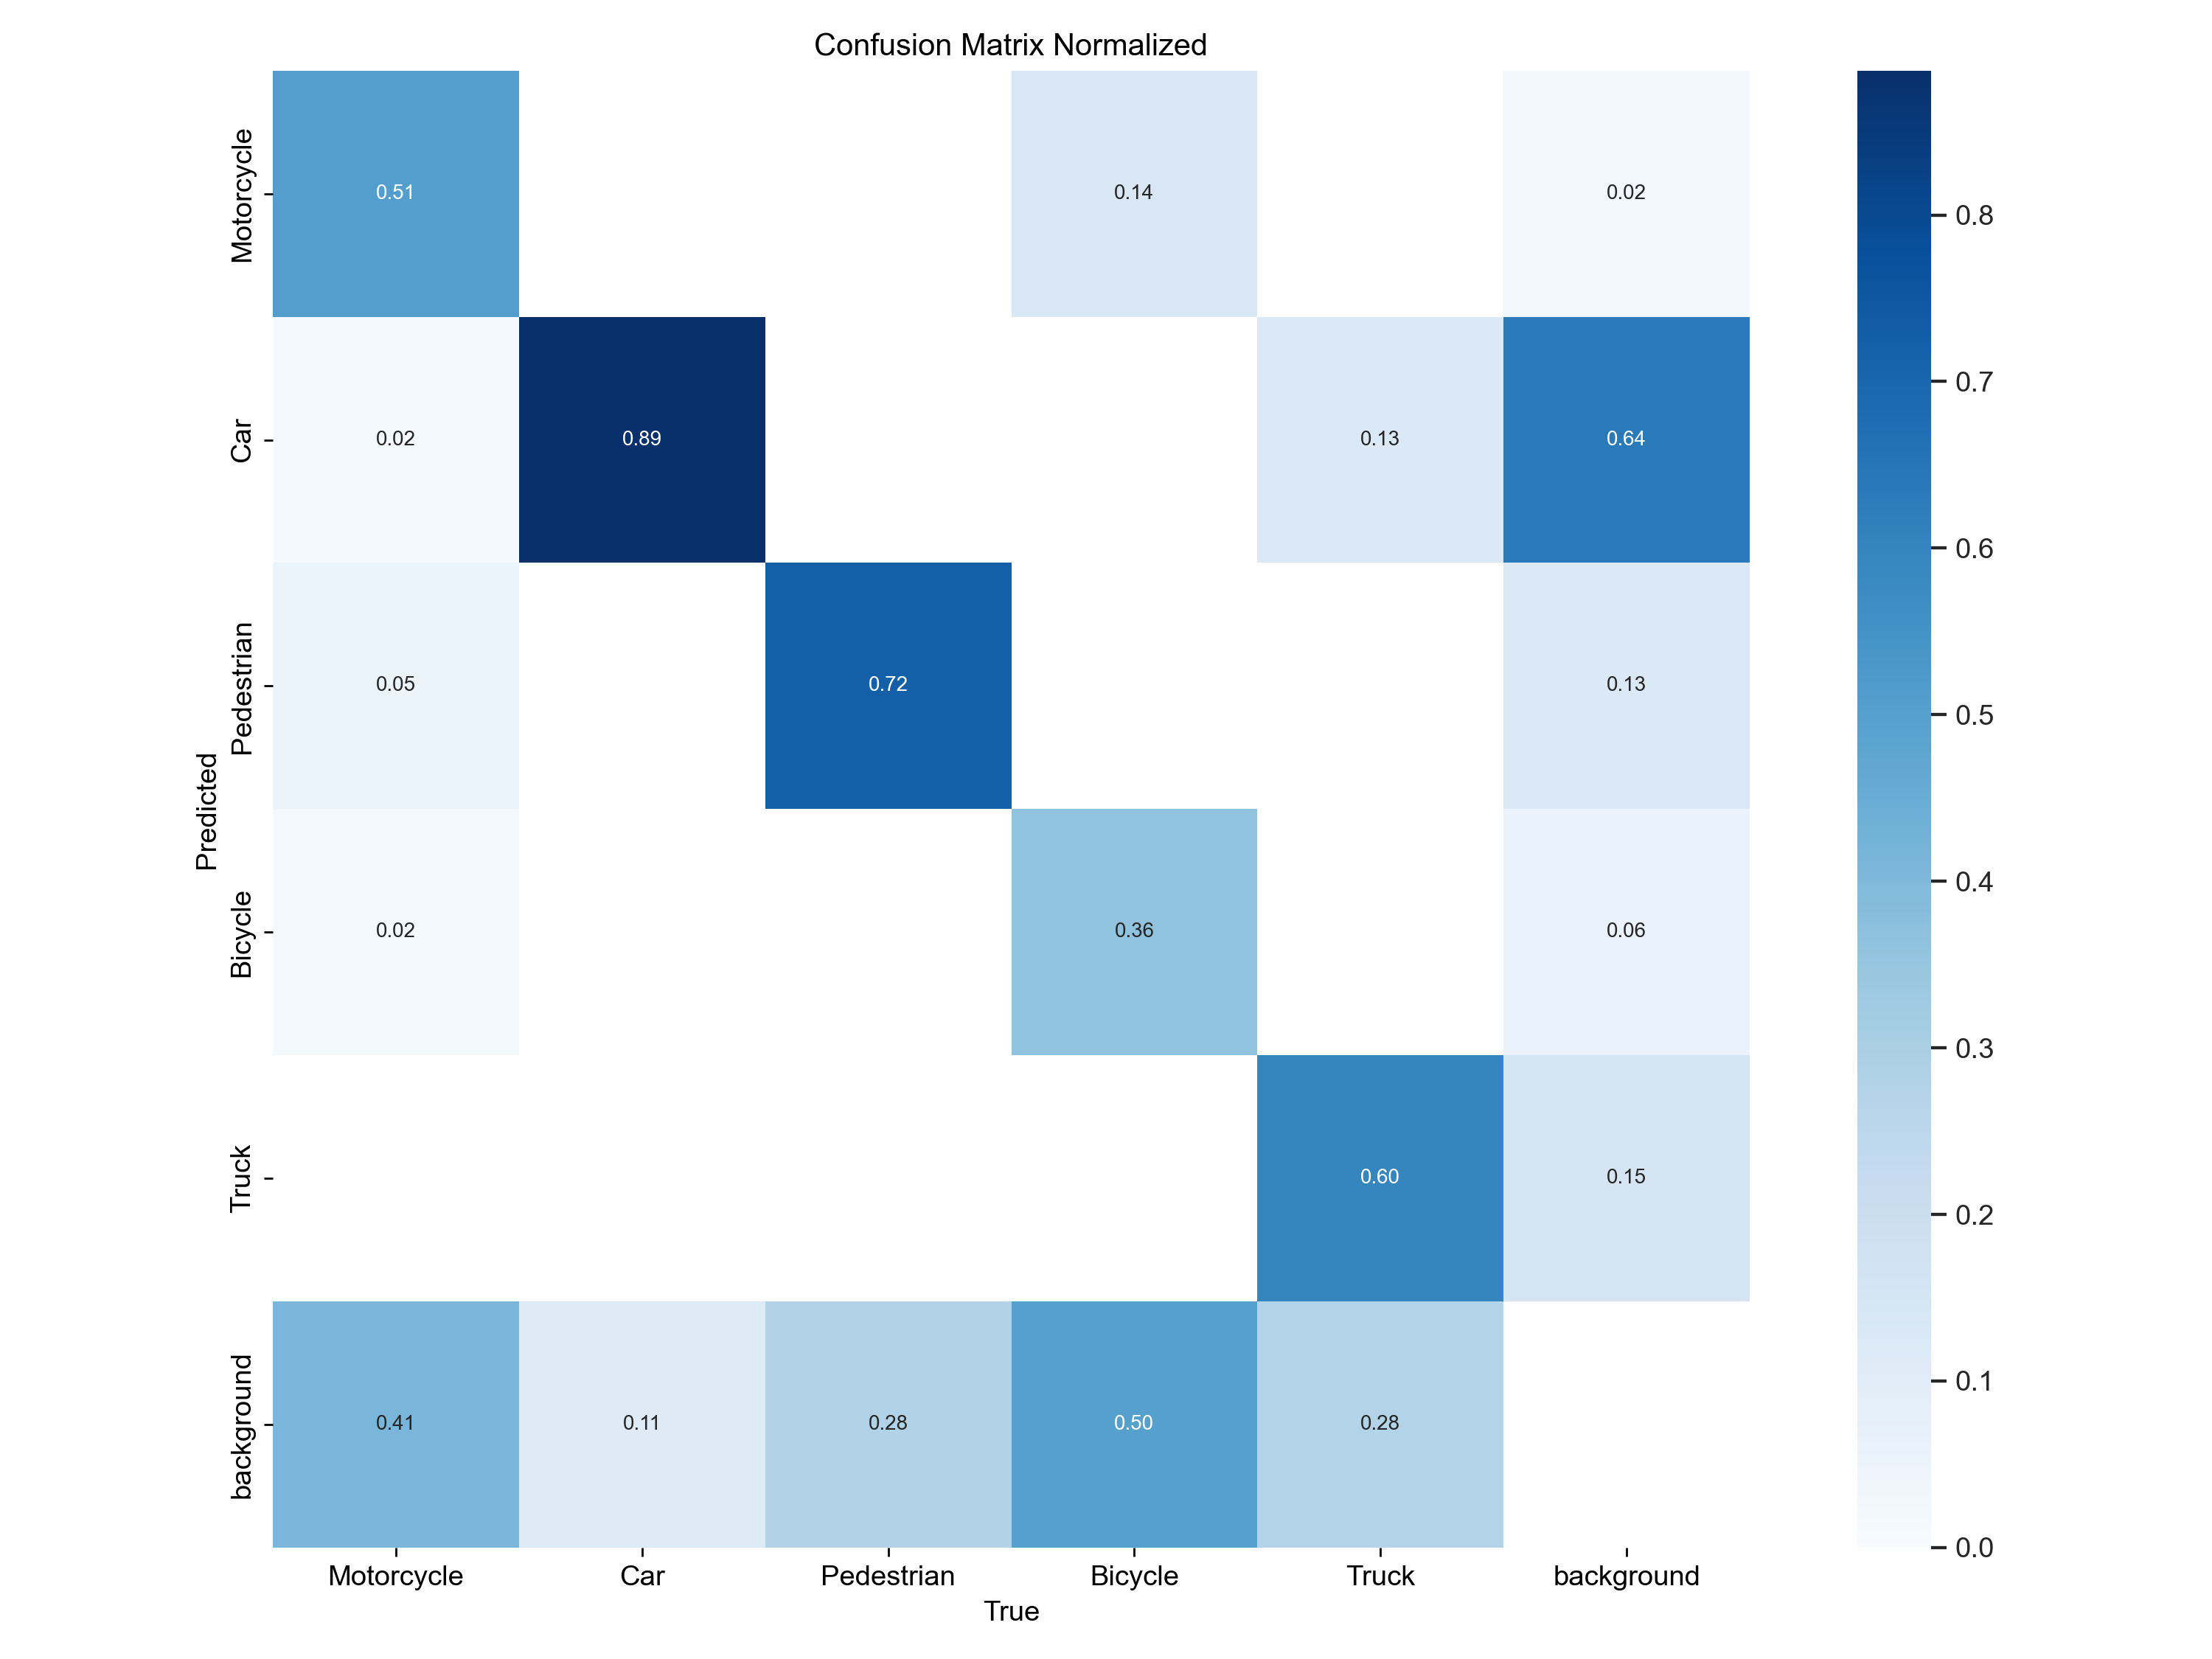 Confusion Matrix Normalized
Motorcycle 0.51 0.14 0.02
Car 0.02 0.89 0.13 0.64
Pedestrian 0.05 0.72 0.13
Bicycle 0.02 0.36 0.06
Truck 0.60 0.15
background 0.41 0.11 0.28 0.50 0.28
Predicted
Motorcycle Car Pedestrian Bicycle Truck background
True
0.8
0.7
0.6
0.5
0.4
0.3
0.2
0.1
0.0